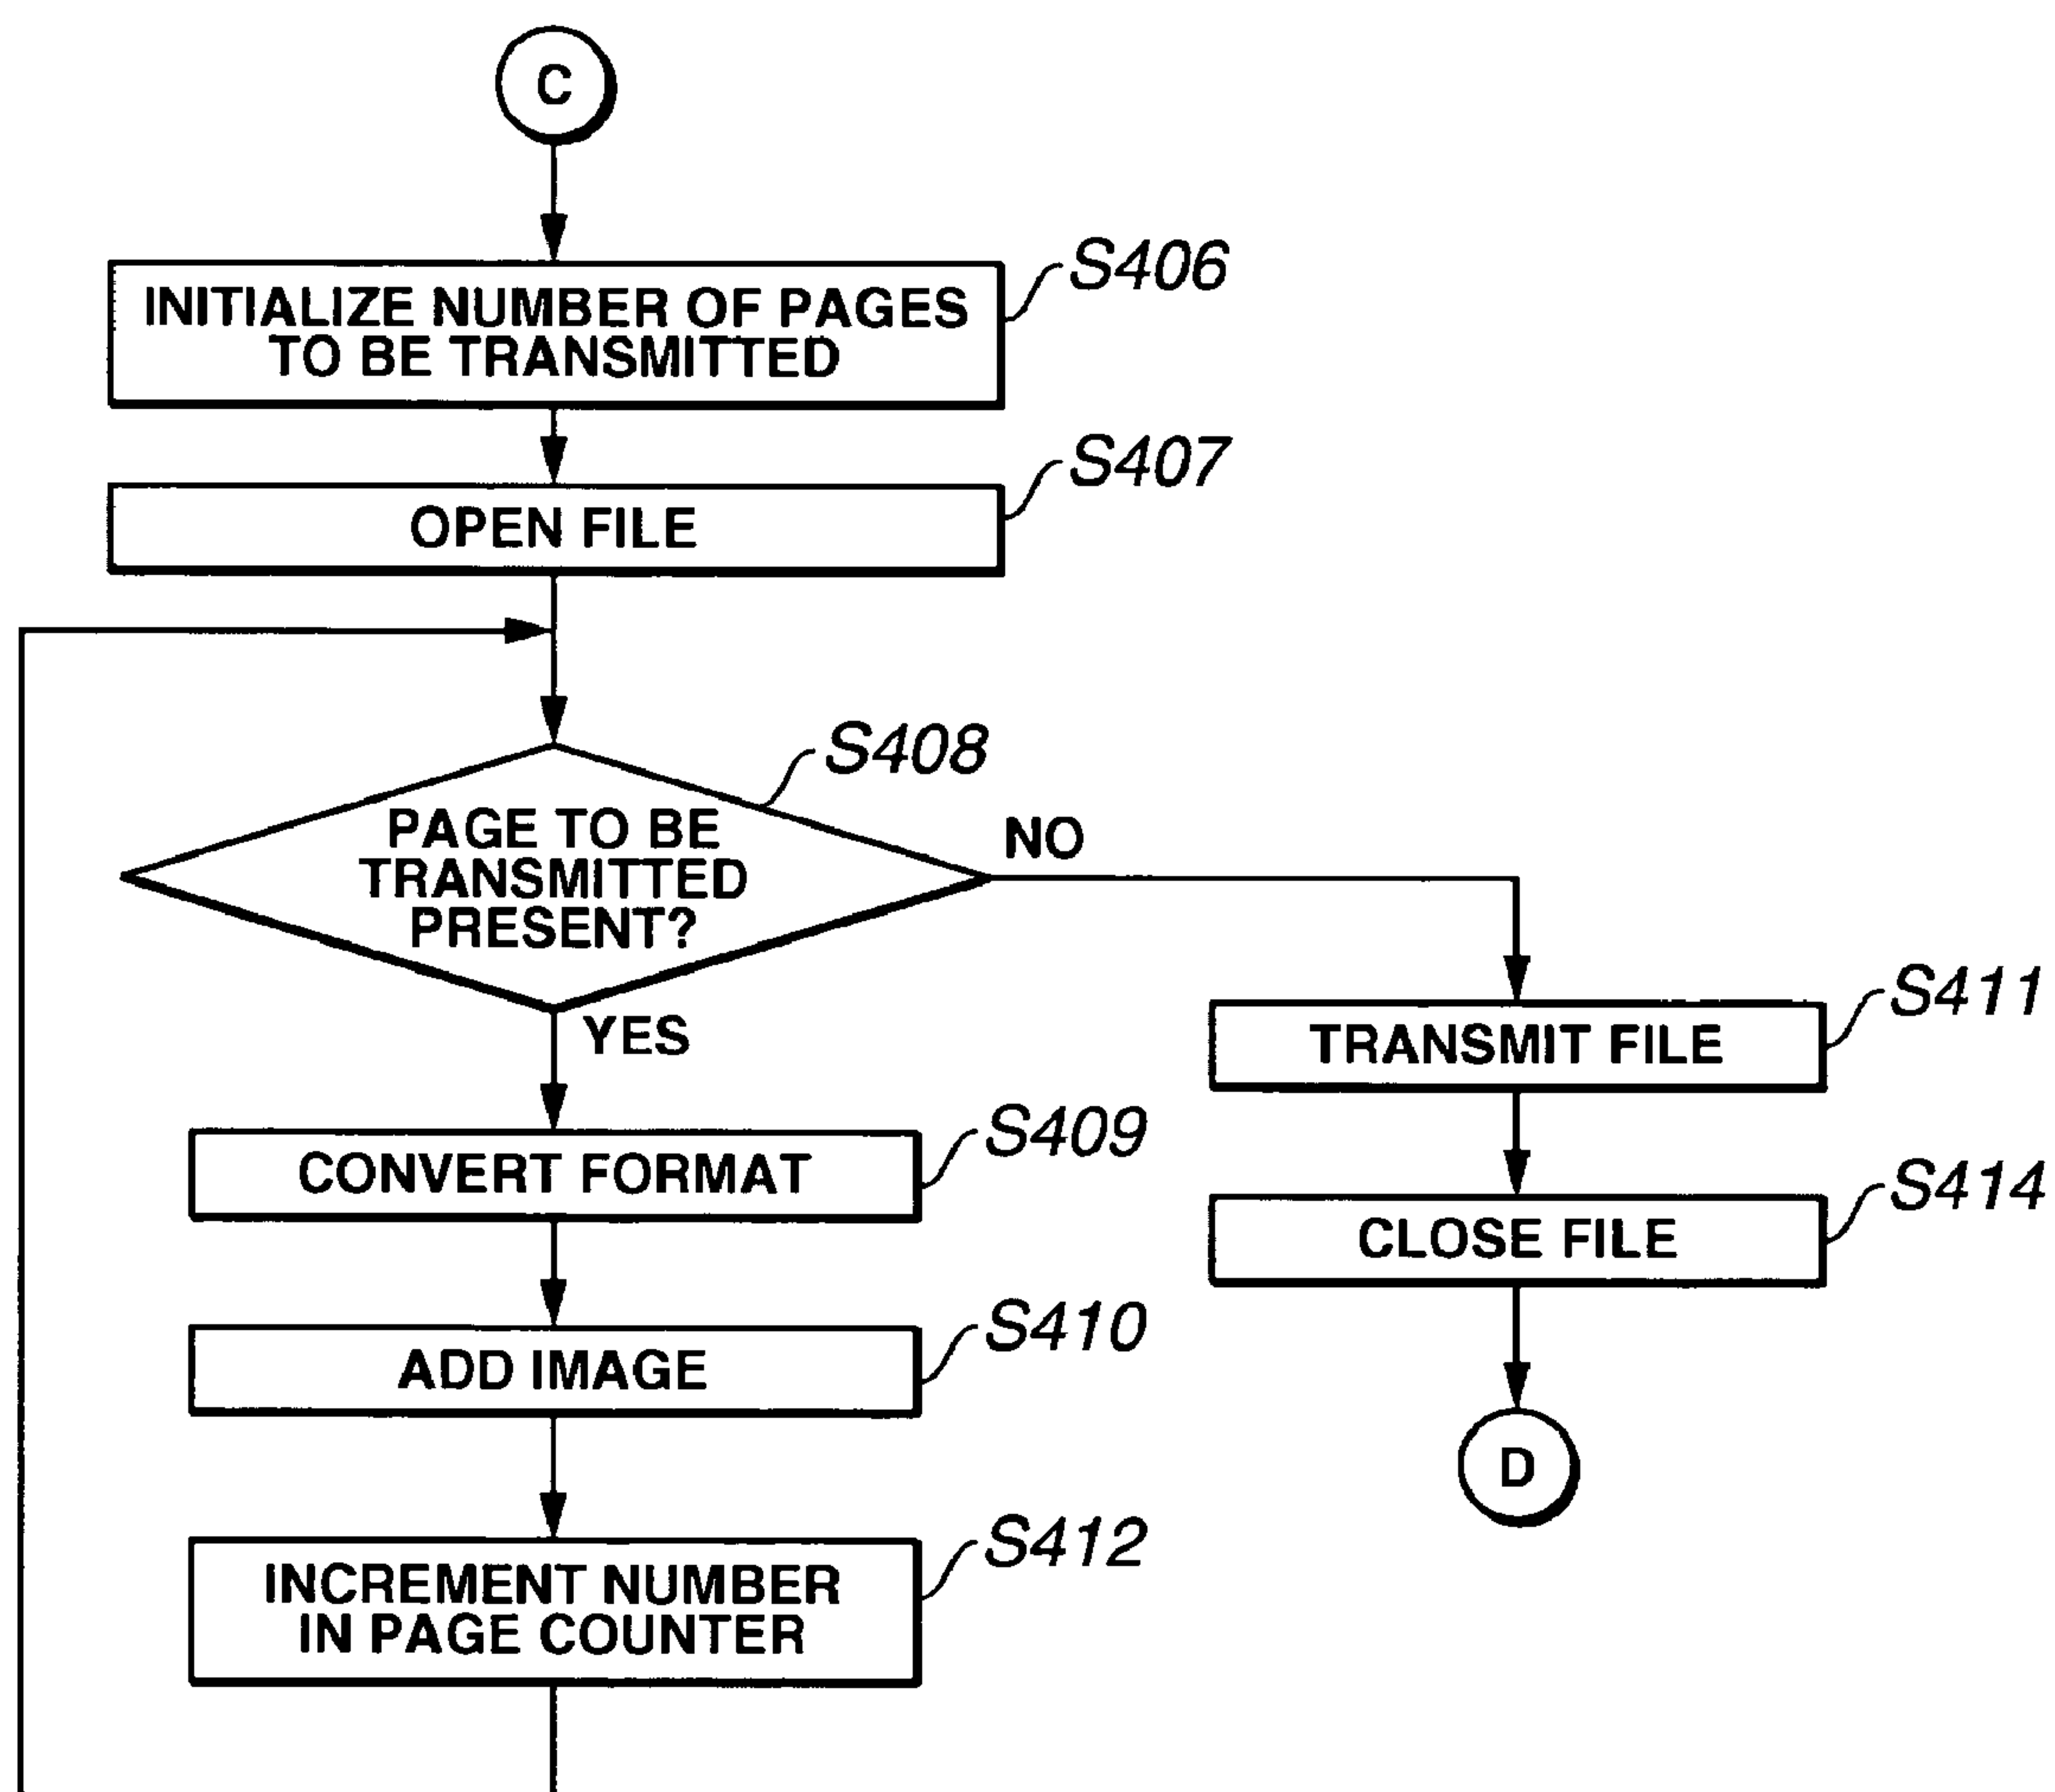 C
S406
INITIALIZE NUMBER OF PAGES
TO BE TRANSMITTED
S407
OPEN FILE
S408
PAGE TO BE
TRANSMITTED
PRESENT?
NO
YES
S411
TRANSMIT FILE
S409
CONVERT FORMAT
S414
CLOSE FILE
S410
ADD IMAGE
D
S412
INCREMENT NUMBER
IN PAGE COUNTER